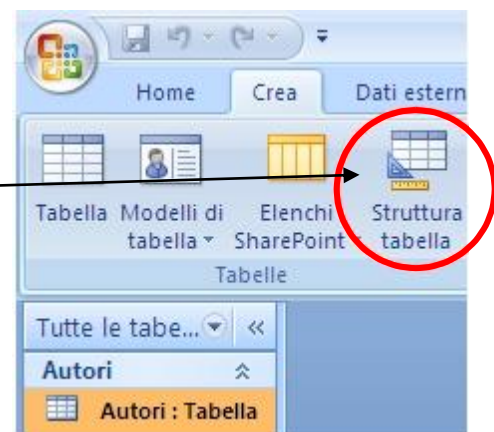 Home Crea Dati estern
Tabella Modelli di tabella Elenchi SharePoint Struttura tabella
Tabelle
Tutte le tabe...
Autori
Autori : Tabella